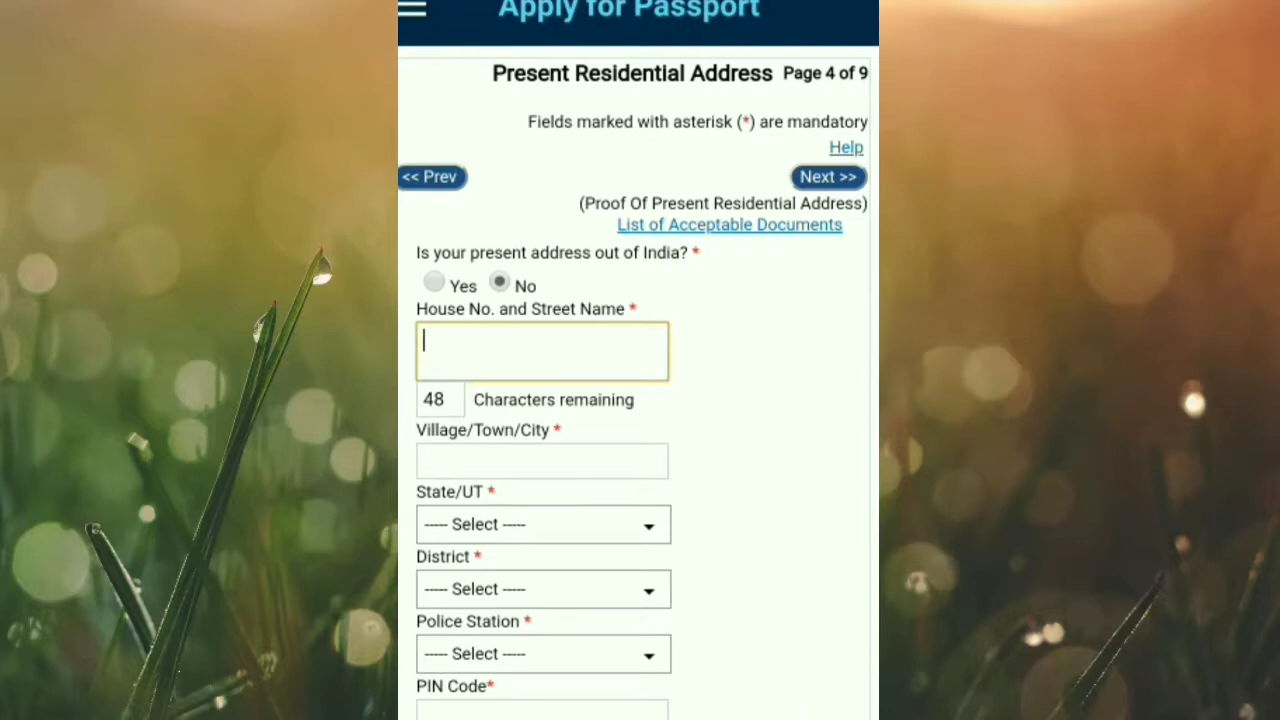 Apply for Passport
Present Residential Address Page 4 of 9
Fields marked with asterisk (*) are mandatory
Help
<< Prev Next >>
(Proof Of Present Residential Address)
List of Acceptable Documents
Is your present address out of India? *
Yes No
House No. and Street Name *
48 Characters remaining
Village/Town/City *
State/UT *
----- Select -----
District *
----- Select -----
Police Station *
----- Select -----
PIN Code*